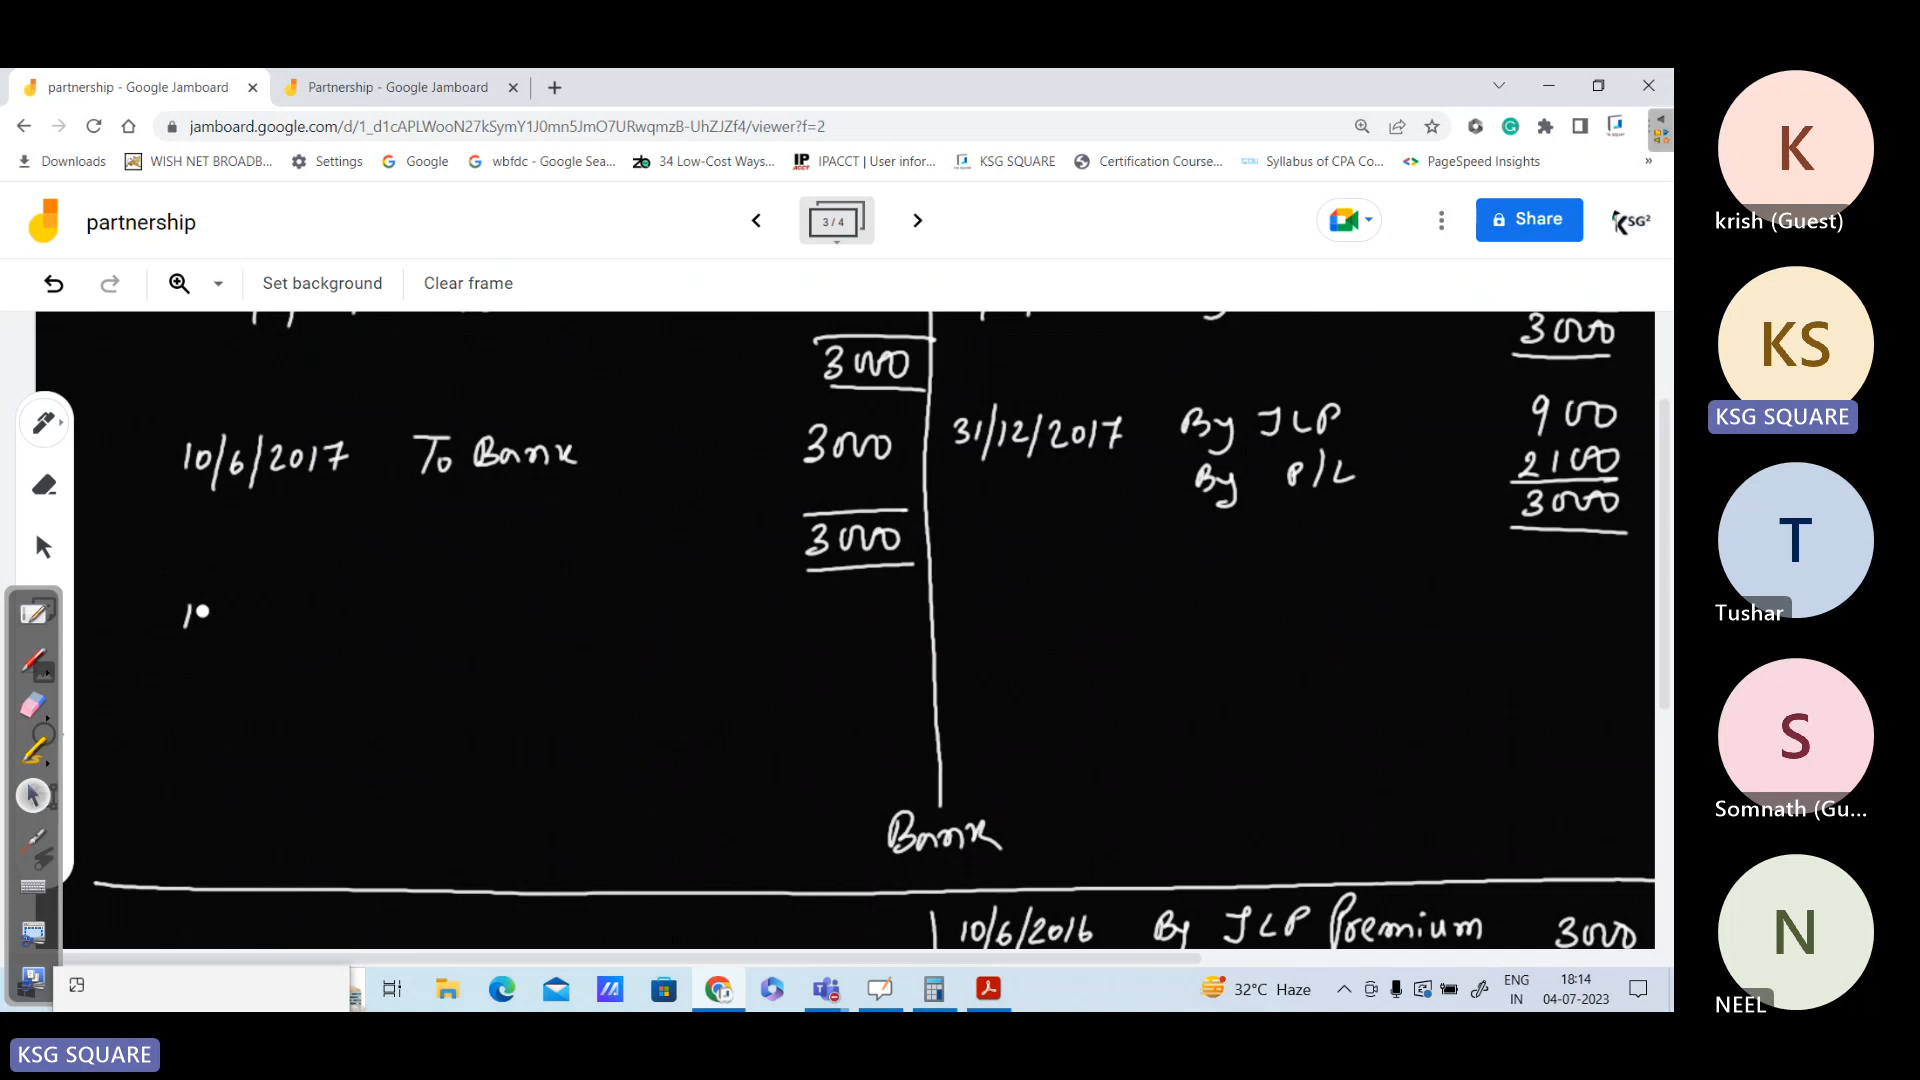 partnership - Google Jamboard
Partnership - Google Jamboard
jamboard.google.com/d/1_d1cAPLWooN27kSymY1J0mn5JmO7URwqmzB-UhZJZf4/viewer?f=2
Downloads WISH NET BROADB... Settings Google wbfdc - Google Sea... 34 Low-Cost Ways... IPACCT | User infor... KSG SQUARE Certification Course... Syllabus of CPA Co... PageSpeed Insights »
partnership
3 / 4
Share
KSG²
Set background
Clear frame
3000
3000
10/6/2017 To Bank 3000
31/12/2017 By JLP 900
By P/L 2100
3000
3000
Bank
10/6/2016 By JLP Premium 3000
32°C Haze
ENG
IN
18:14
04-07-2023
K
krish (Guest)
KS
KSG SQUARE
T
Tushar
S
Somnath (Gu...
N
NEEL
KSG SQUARE